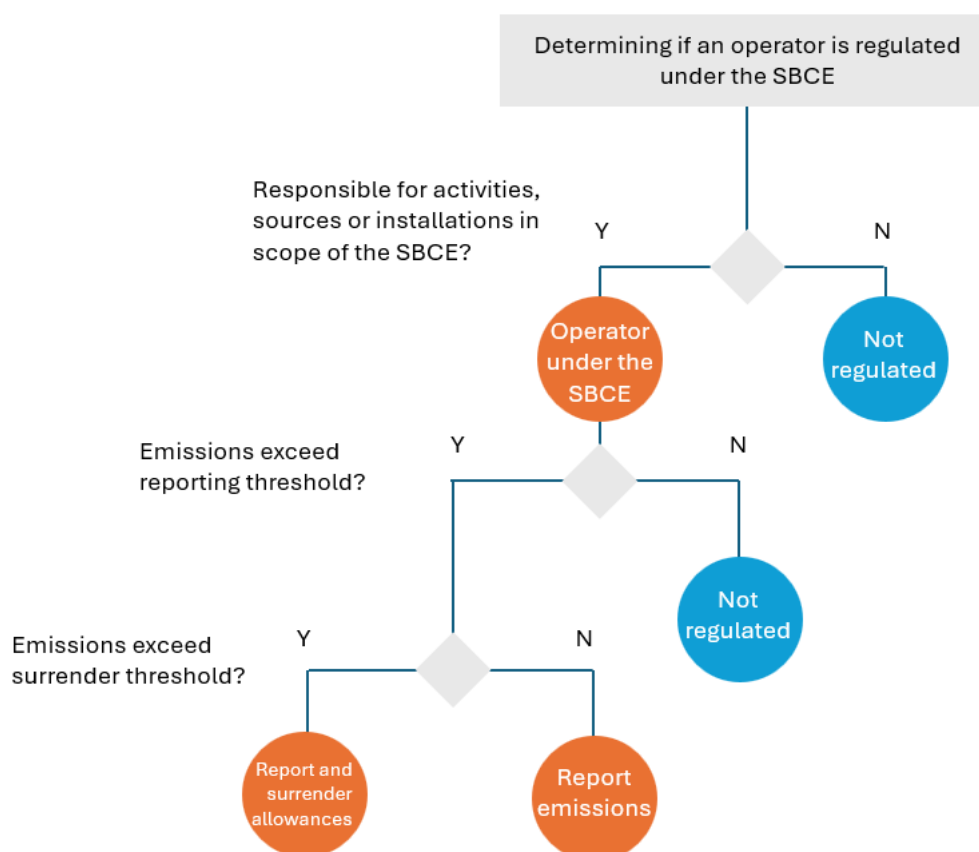 Determining if an operator is regulated
under the SBCE
Responsible for activities,
sources or installations in
scope of the SBCE?
Y
N
Operator
under the
SBCE
Not
regulated
Emissions exceed
reporting threshold?
Y
N
Not
regulated
Emissions exceed
surrender threshold?
Y
N
Report and
surrender
allowances
Report
emissions